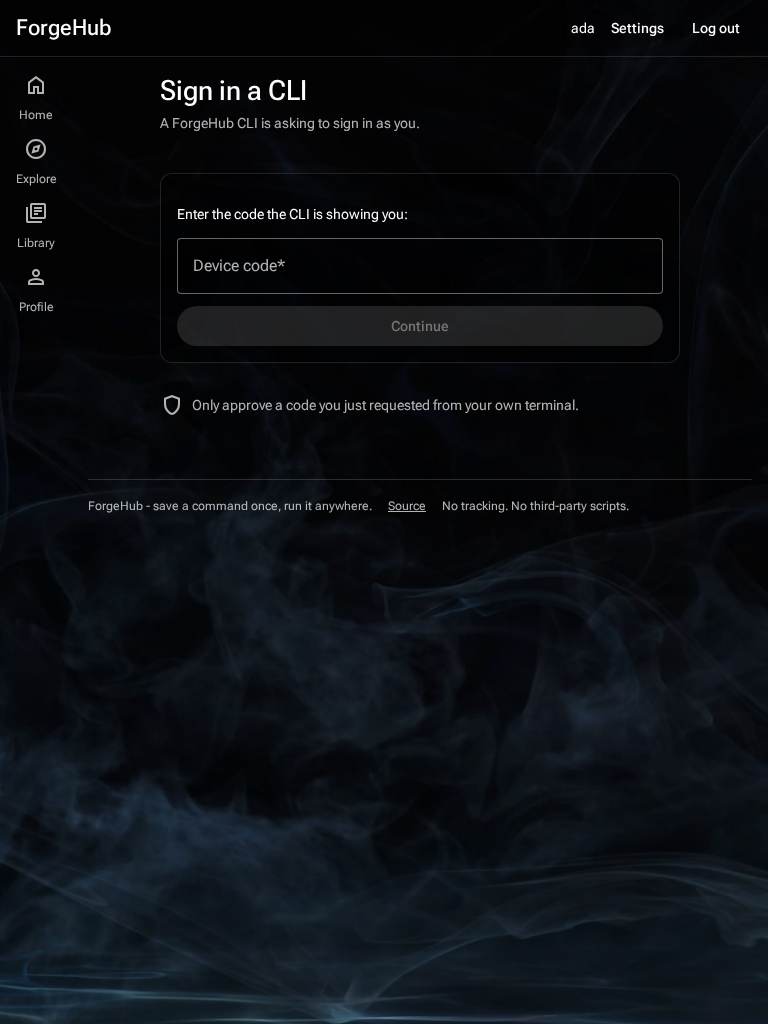 ForgeHub
ada Settings Log out
Home
Explore
Library
Profile
Sign in a CLI
A ForgeHub CLI is asking to sign in as you.
Enter the code the CLI is showing you:
Device code*
Continue
Only approve a code you just requested from your own terminal.
ForgeHub - save a command once, run it anywhere. Source No tracking. No third-party scripts.